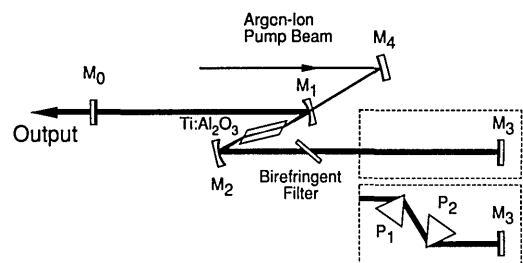 Argon-Ion
Pump Beam
M4
M0
M1
Output
Ti:Al2O3
M3
M2
Birefringent
Filter
P1
P2
M3